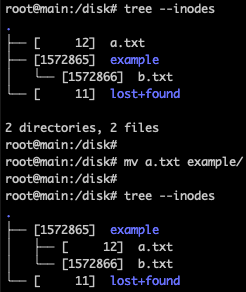 root@main:/disk# tree --inodes
.
├── [     12]  a.txt
├── [1572865]  example
│   └── [1572866]  b.txt
└── [     11]  lost+found

2 directories, 2 files
root@main:/disk#
root@main:/disk# mv a.txt example/
root@main:/disk#
root@main:/disk# tree --inodes
.
├── [1572865]  example
│   ├── [     12]  a.txt
│   └── [1572866]  b.txt
└── [     11]  lost+found